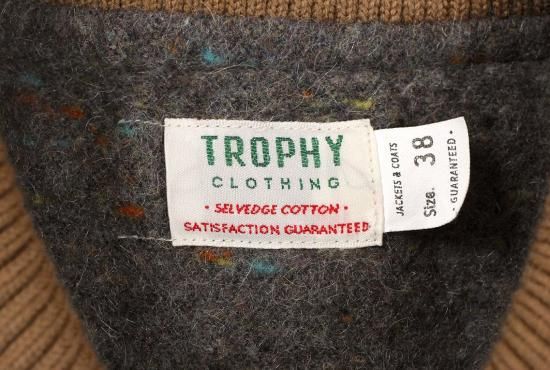 TROPHY
CLOTHING
• SELVEDGE COTTON •
SATISFACTION GUARANTEED
JACKETS & COATS
Size. 38
• GUARANTEED •